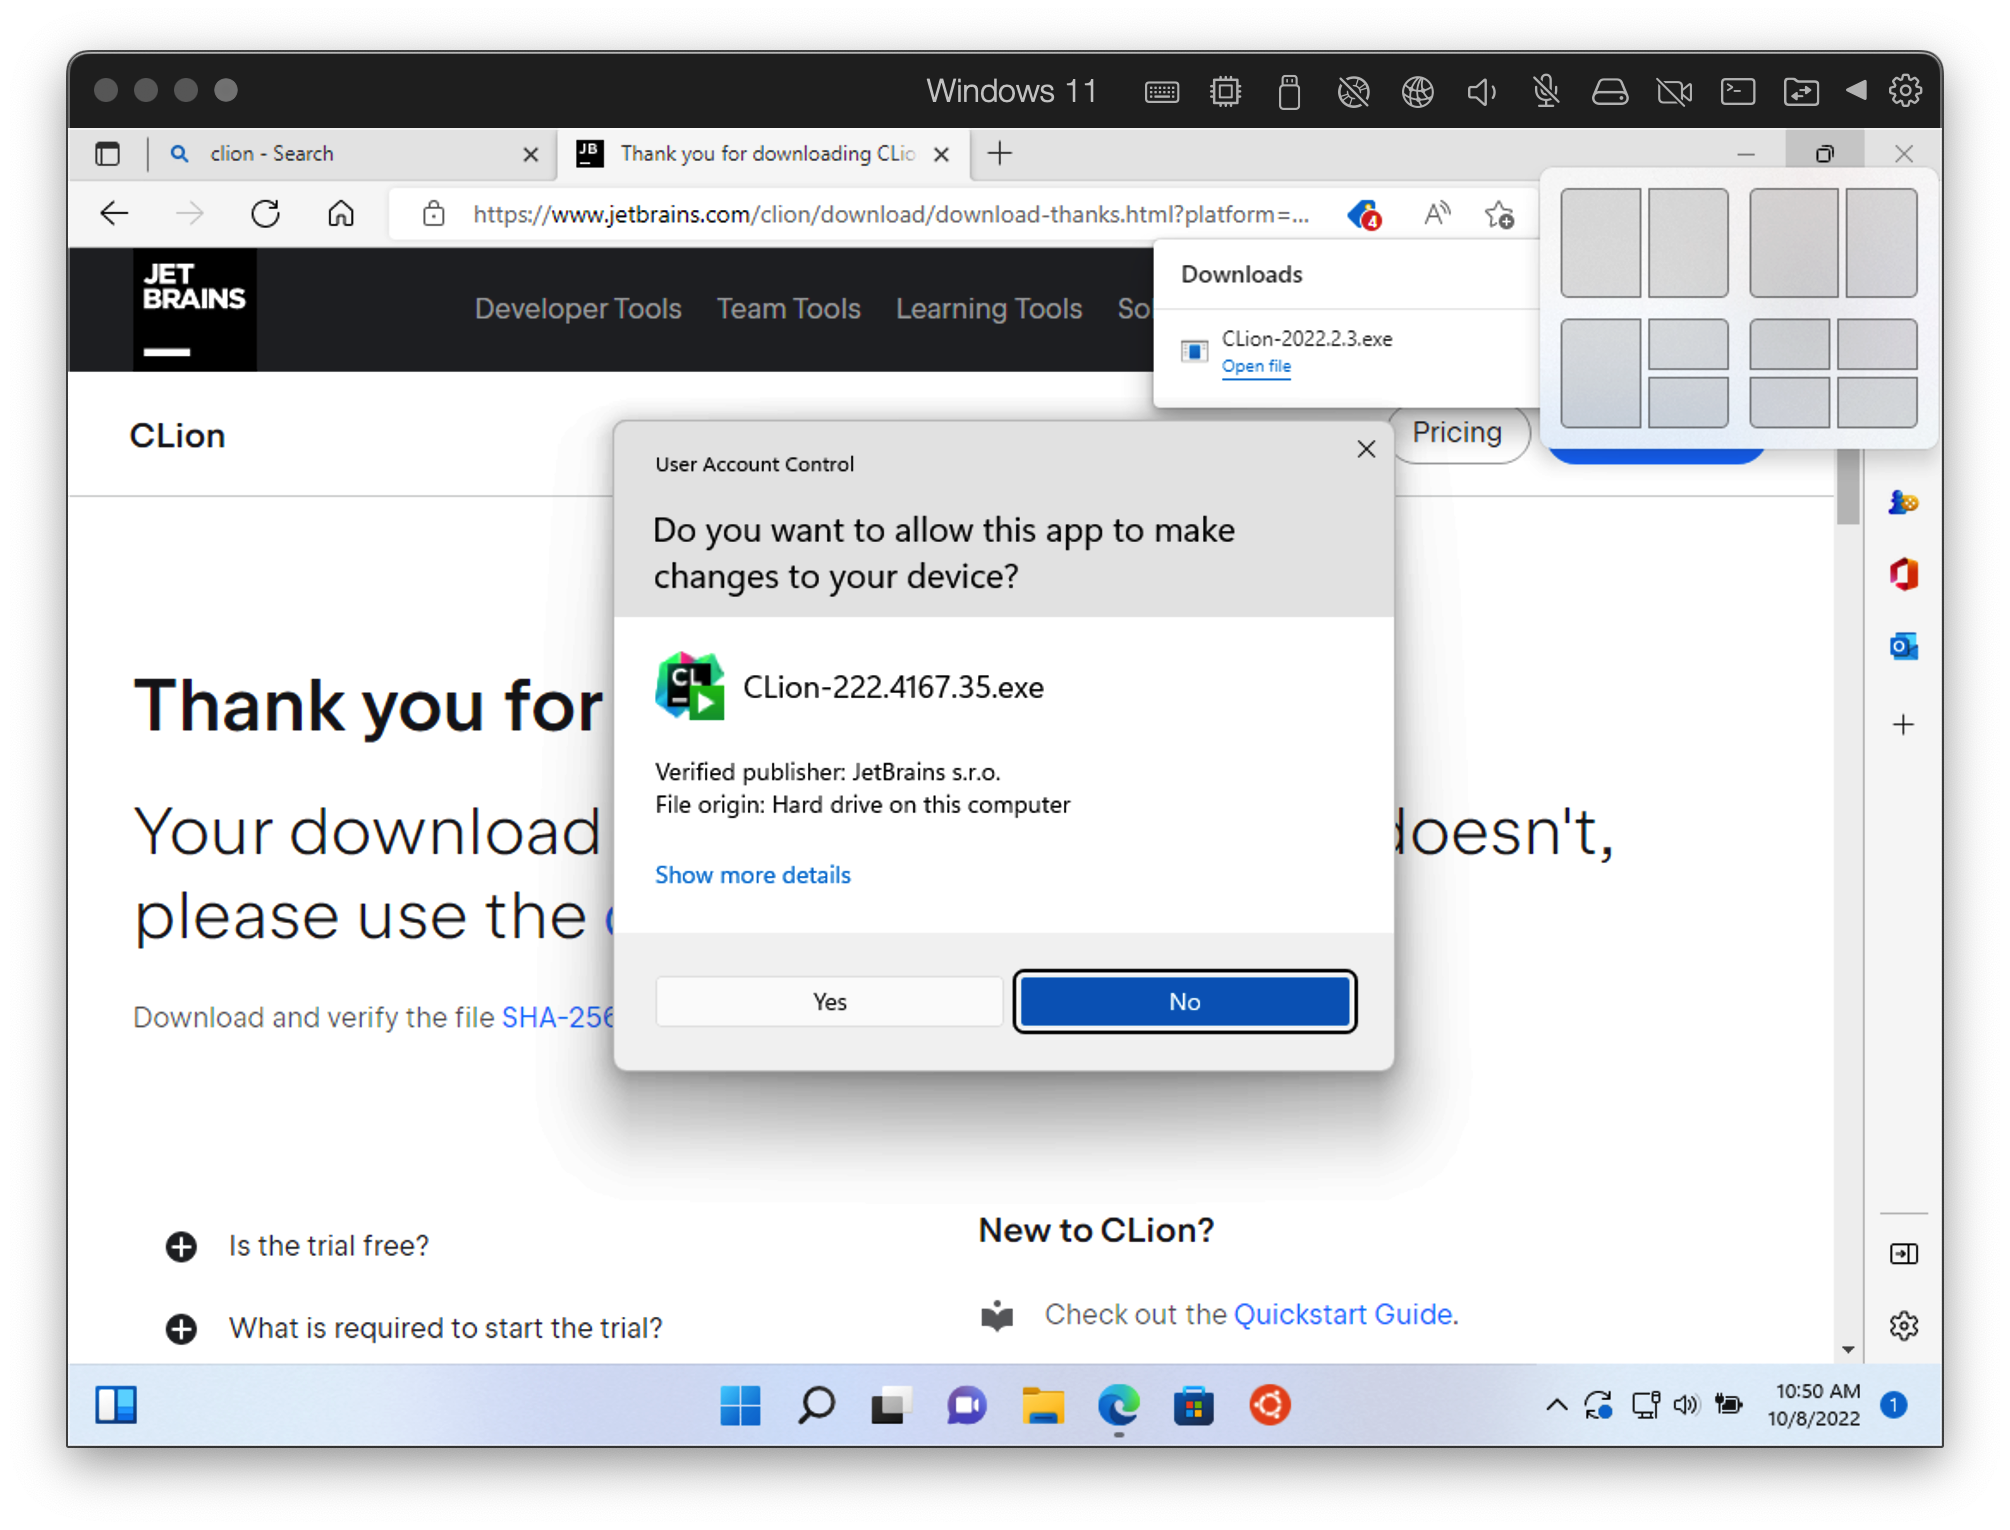 Windows 11
clion - Search
JB
Thank you for downloading CLio
https://www.jetbrains.com/clion/download/download-thanks.html?platform=...
4
A
JET
BRAINS
Developer Tools
Team Tools
Learning Tools
Sol
Downloads
CLion-2022.2.3.exe
Open file
CLion
Pricing
User Account Control
Do you want to allow this app to make
changes to your device?
CL
CLion-222.4167.35.exe
Verified publisher: JetBrains s.r.o.
File origin: Hard drive on this computer
Show more details
Yes
No
Thank you for
Your download
doesn't,
please use the
Download and verify the file SHA-256
Is the trial free?
What is required to start the trial?
New to CLion?
Check out the Quickstart Guide.
10:50 AM
10/8/2022
1